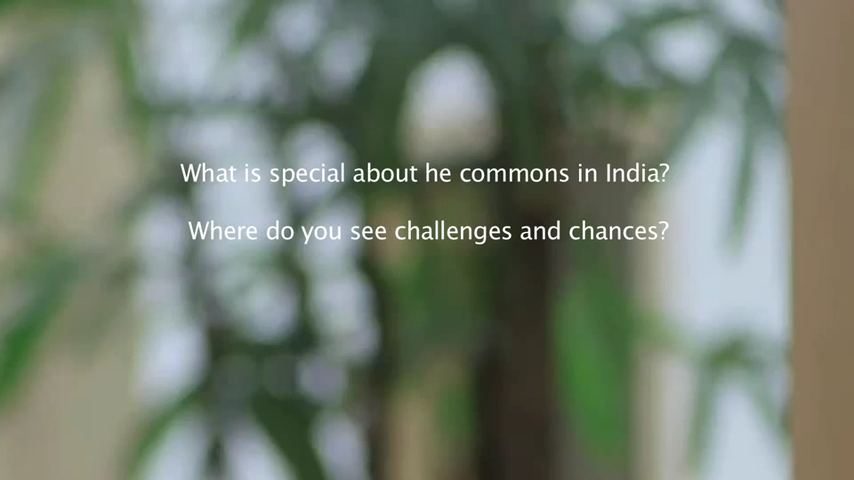 What is special about he commons in India?
Where do you see challenges and chances?